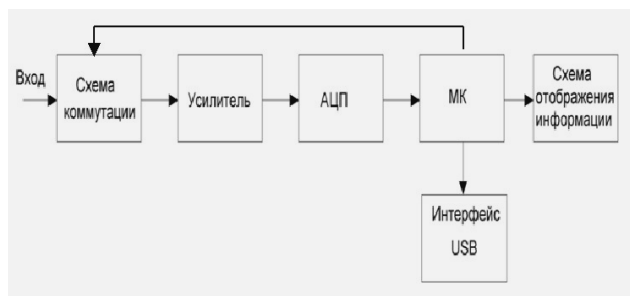 Вход
Схема
коммутации
Усилитель
АЦП
МК
Схема
отображения
информации
Интерфейс
USB